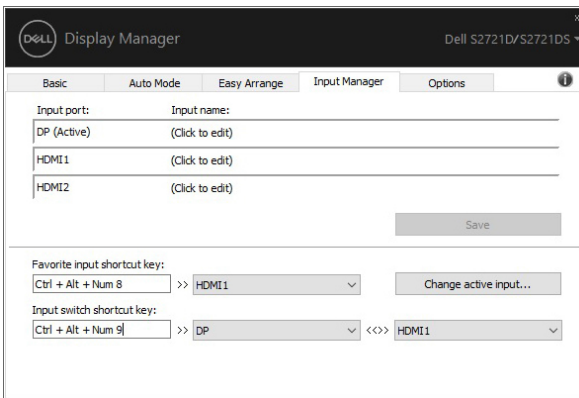 DELL Display Manager Dell S2721D/S2721DS
Basic Auto Mode Easy Arrange Input Manager Options
Input port: Input name:
DP (Active) (Click to edit)
HDMI1 (Click to edit)
HDMI2 (Click to edit)
Save
Favorite input shortcut key:
Ctrl + Alt + Num 8 >> HDMI1 Change active input...
Input switch shortcut key:
Ctrl + Alt + Num 9 >> DP <<>> HDMI1